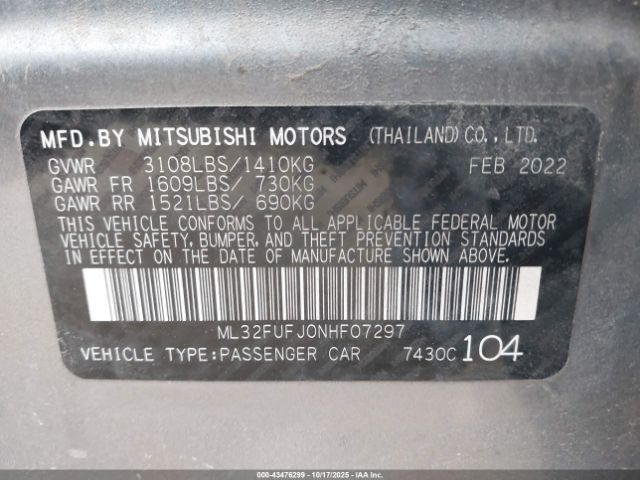 MFD.BY MITSUBISHI MOTORS (THAILAND) CO., LTD.
GVWR 3108LBS/1410KG FEB 2022
GAWR FR 1609LBS/ 730KG
GAWR RR 1521LBS/ 690KG
THIS VEHICLE CONFORMS TO ALL APPLICABLE FEDERAL MOTOR
VEHICLE SAFETY, BUMPER, AND THEFT PREVENTION STANDARDS
IN EFFECT ON THE DATE OF MANUFACTURE SHOWN ABOVE.
ML32FUFJ0NHF07297
VEHICLE TYPE:PASSENGER CAR 7430C 104
000-43476299 - 10/17/2025 - IAAI.COM